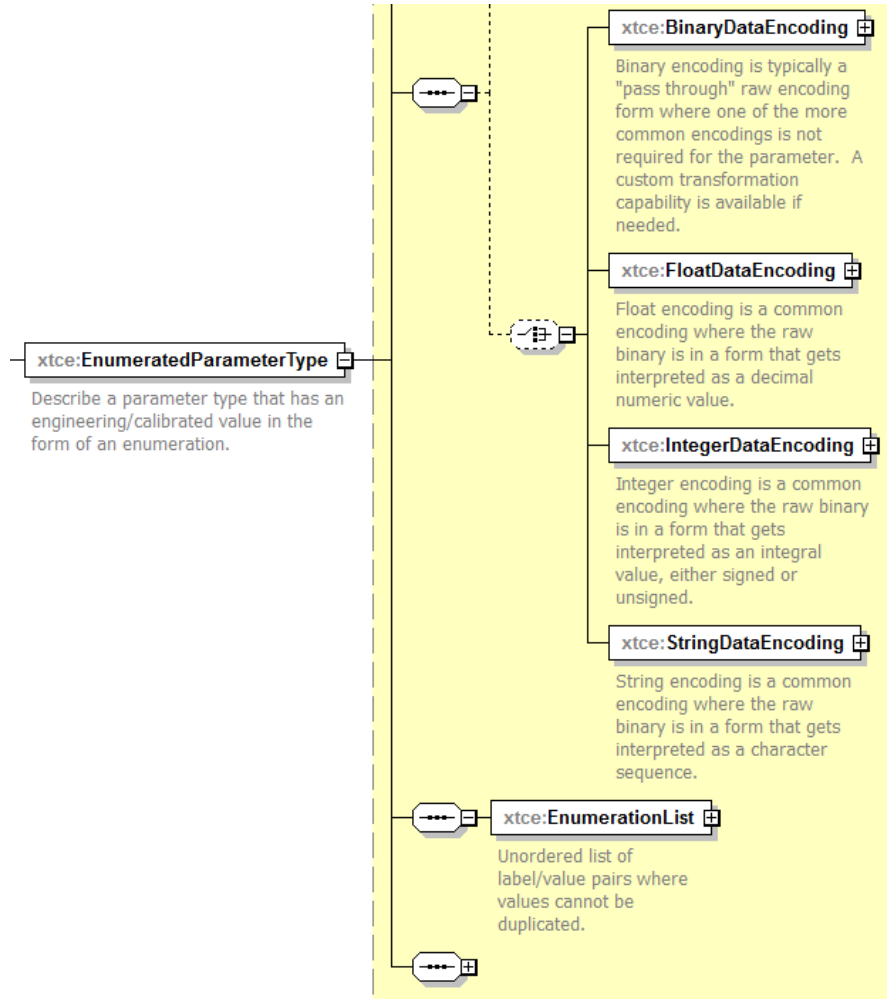 xtce:BinaryDataEncoding
Binary encoding is typically a
"pass through" raw encoding
form where one of the more
common encodings is not
required for the parameter.  A
custom transformation
capability is available if
needed.
xtce:FloatDataEncoding
Float encoding is a common
encoding where the raw
binary is in a form that gets
interpreted as a decimal
numeric value.
xtce:EnumeratedParameterType
Describe a parameter type that has an
engineering/calibrated value in the
form of an enumeration.
xtce:IntegerDataEncoding
Integer encoding is a common
encoding where the raw binary
is in a form that gets
interpreted as an integral
value, either signed or
unsigned.
xtce:StringDataEncoding
String encoding is a common
encoding where the raw
binary is in a form that gets
interpreted as a character
sequence.
xtce:EnumerationList
Unordered list of
label/value pairs where
values cannot be
duplicated.